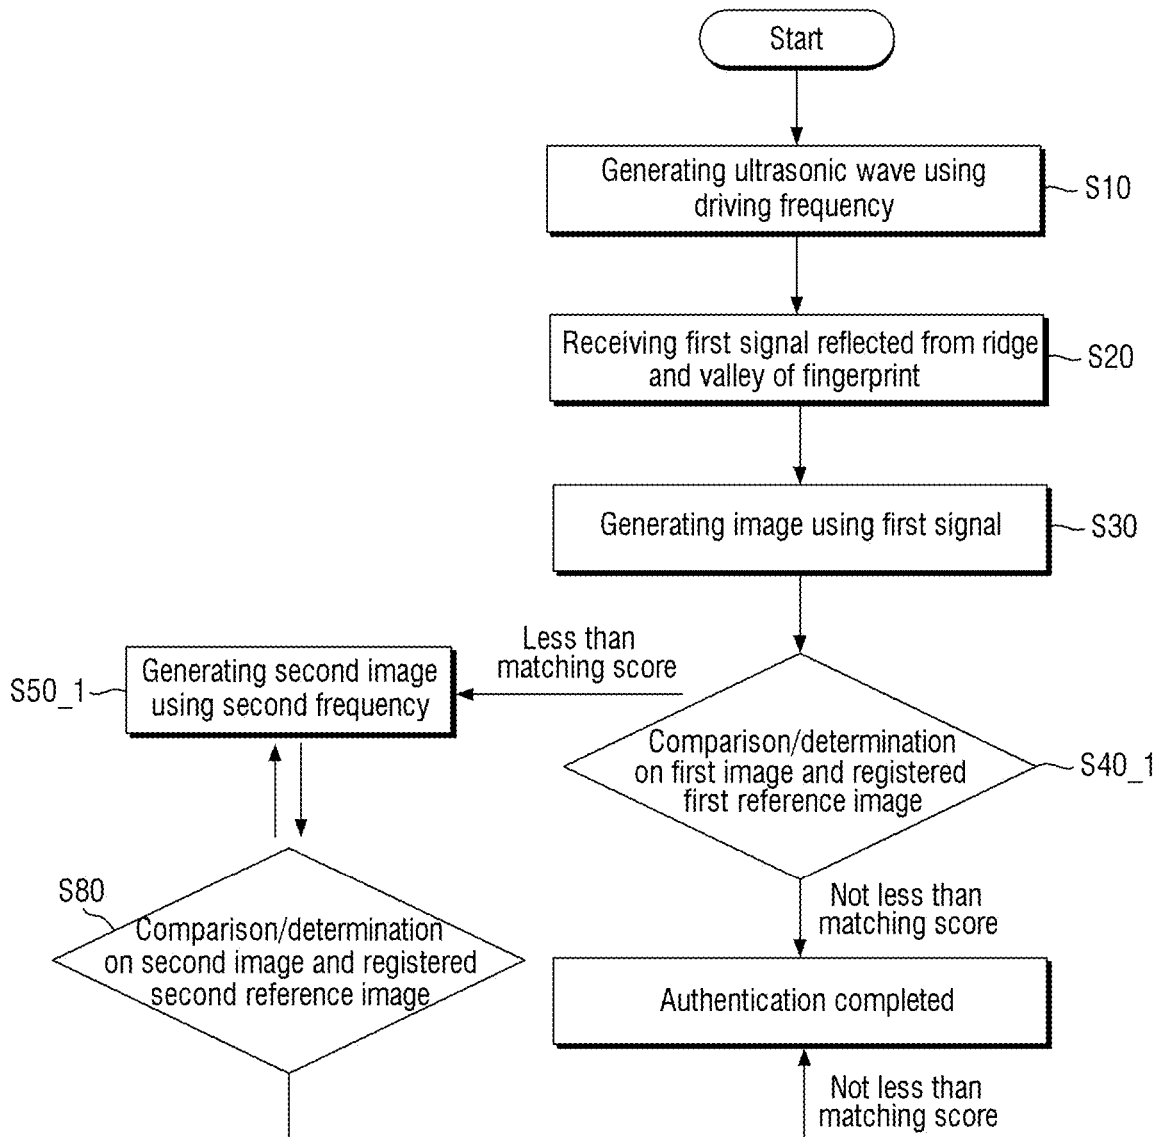 Start
Generating ultrasonic wave using
driving frequency
S10
Receiving first signal reflected from ridge
and valley of fingerprint
S20
Generating image using first signal
S30
Less than
matching score
Generating second image
using second frequency
S50_1
Comparison/determination
on first image and registered
first reference image
S40_1
S80
Comparison/determination
on second image and registered
second reference image
Not less than
matching score
Authentication completed
Not less than
matching score